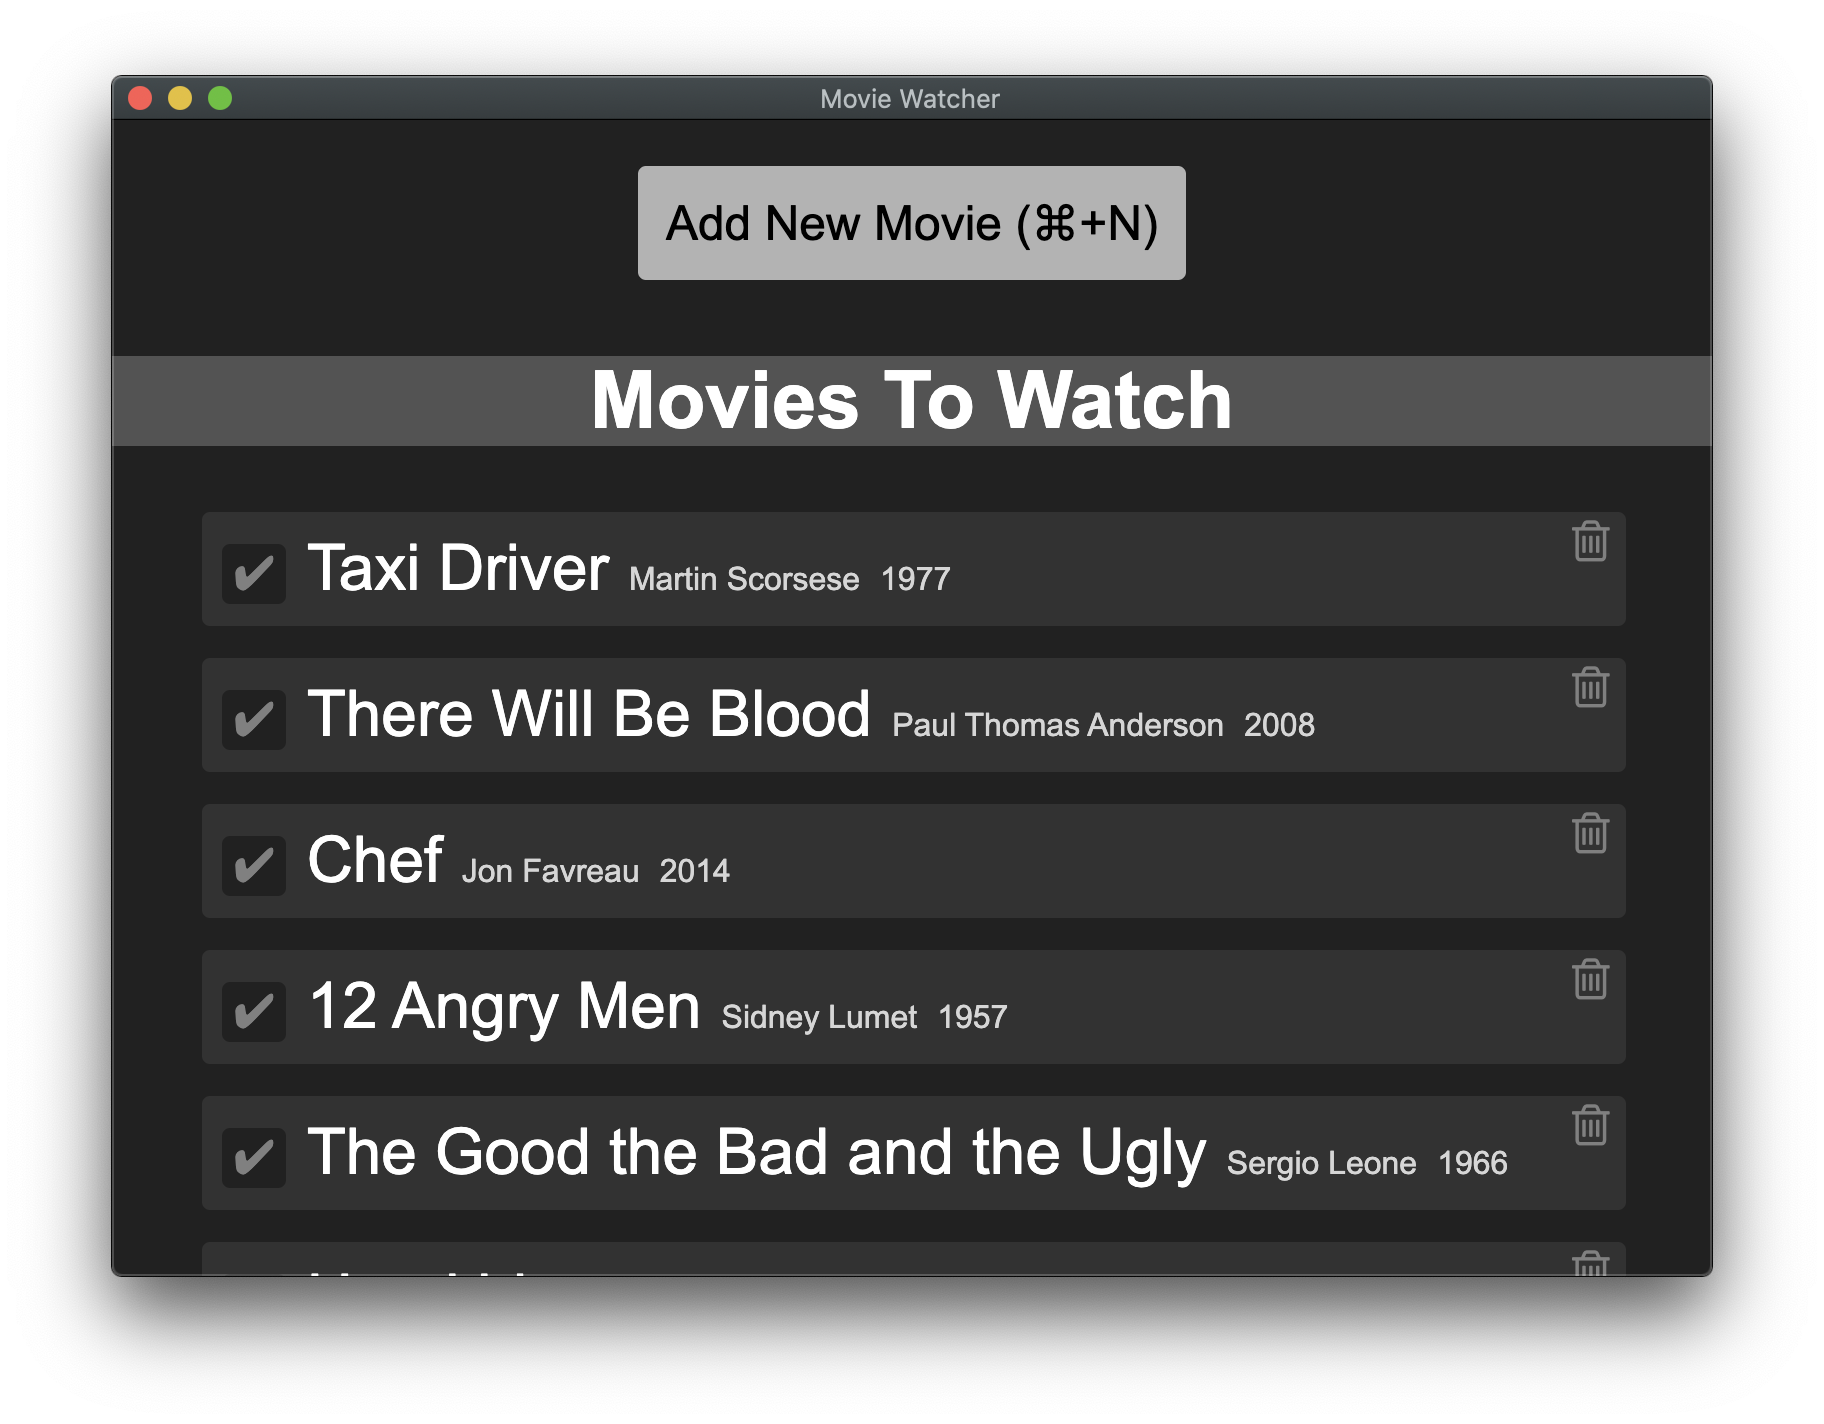 Movie Watcher
Add New Movie (⌘+N)
Movies To Watch
✔ Taxi Driver Martin Scorsese 1977
✔ There Will Be Blood Paul Thomas Anderson 2008
✔ Chef Jon Favreau 2014
✔ 12 Angry Men Sidney Lumet 1957
✔ The Good the Bad and the Ugly Sergio Leone 1966